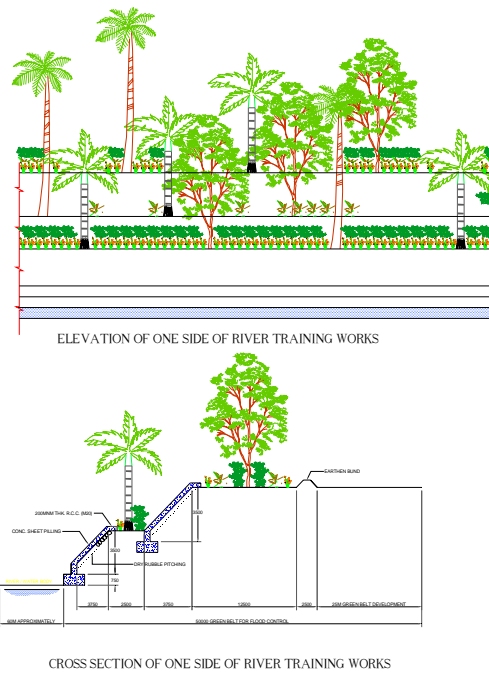 ELEVATION OF ONE SIDE OF RIVER TRAINING WORKS
EARTHEN BUND
200MNM THK. R.C.C. (M20)
CONC. SHEET PILLING
3500
3500
DRY RUBBLE PITCHING
750
3750 2500 3750 12500 2500 25M GREEN BELT DEVELOPMENT
60M APPROXIMATELY 50000 GREEN BELT FOR FLOOD CONTROL
CROSS SECTION OF ONE SIDE OF RIVER TRAINING WORKS